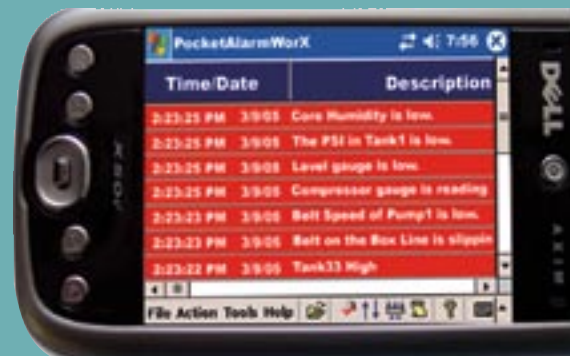 PocketAlarmWorX 7:56
Time/Date Description
2:23:25 PM 3/9/05 Core Humidity is low.
2:23:25 PM 3/9/05 The PSI in Tank1 is low.
2:23:25 PM 3/9/05 Level gauge is low.
2:23:25 PM 3/9/05 Compressor gauge is reading
2:23:23 PM 3/9/05 Belt Speed of Pump1 is low.
2:23:23 PM 3/9/05 Belt on the Box Line is slippin
2:23:22 PM 3/9/05 Tank33 High
File Action Tools Help
X50v
DELL
AXIM